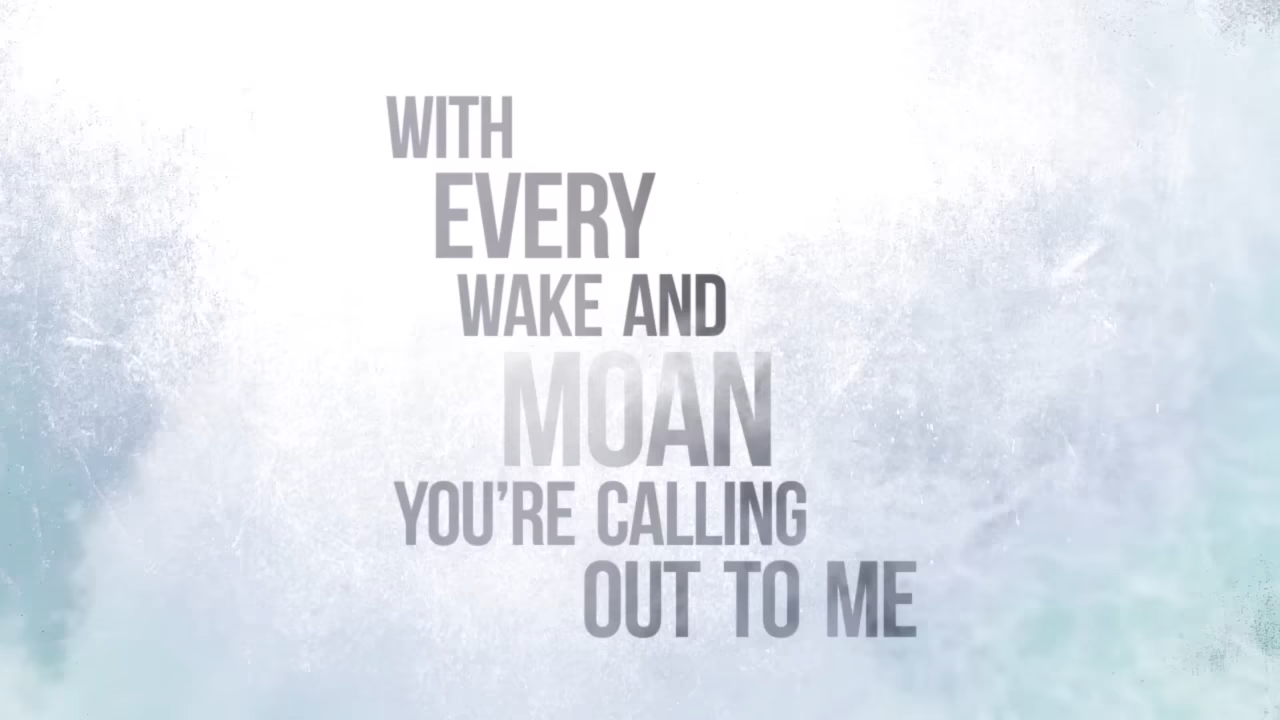 WITH
EVERY
WAKE AND
MOAN
YOU'RE CALLING
OUT TO ME